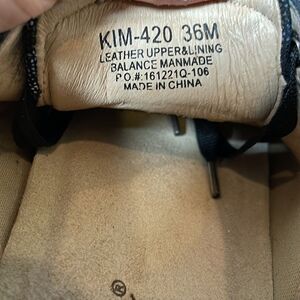 KIM-420 36M
LEATHER UPPER&LINING
BALANCE MANMADE
P.O.#:161221Q-106
MADE IN CHINA
®